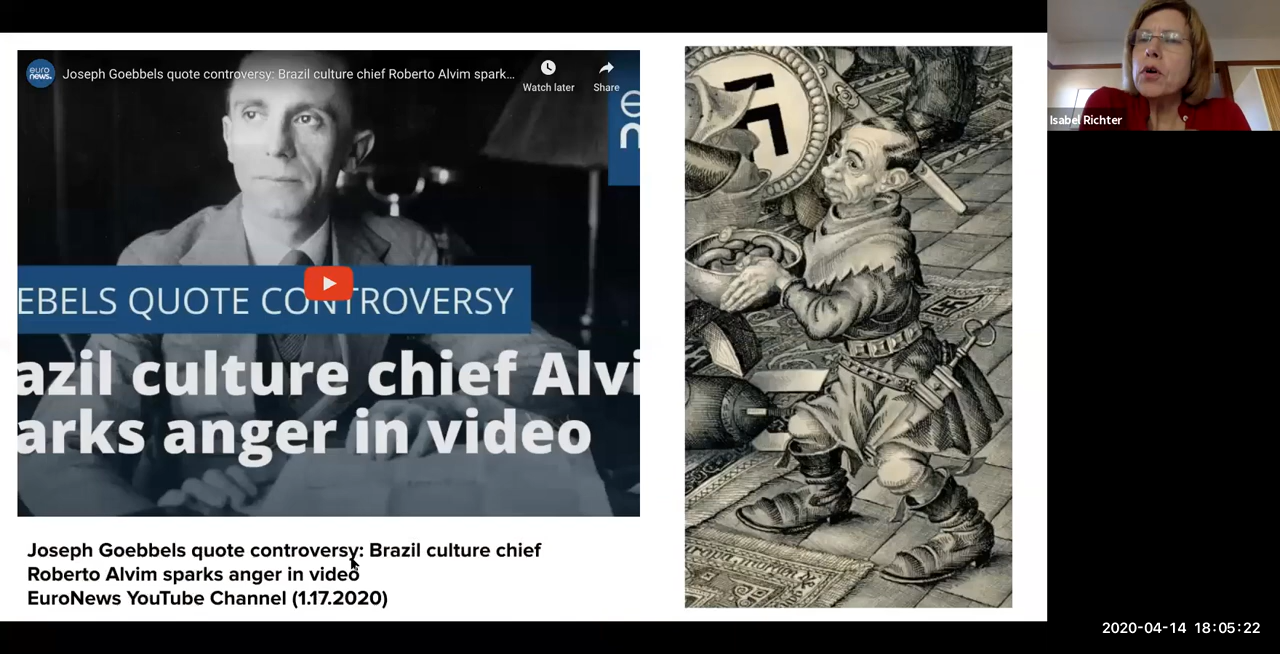 euro
news.
Joseph Goebbels quote controversy: Brazil culture chief Roberto Alvim spark...
Watch later
Share
e
n
EBELS QUOTE CONTROVERSY
azil culture chief Alvi
arks anger in video
Joseph Goebbels quote controversy: Brazil culture chief
Roberto Alvim sparks anger in video
EuroNews YouTube Channel (1.17.2020)
Isabel Richter
2020-04-14 18:05:22